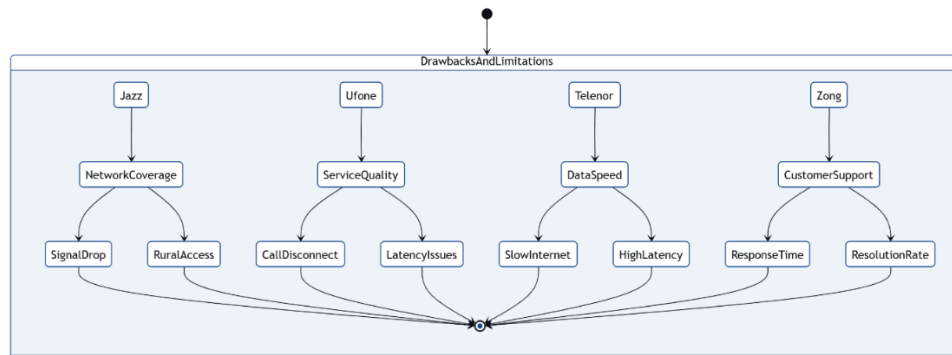 DrawbacksAndLimitations
Jazz
Ufone
Telenor
Zong
NetworkCoverage
ServiceQuality
DataSpeed
CustomerSupport
SignalDrop
RuralAccess
CallDisconnect
LatencyIssues
SlowInternet
HighLatency
ResponseTime
ResolutionRate